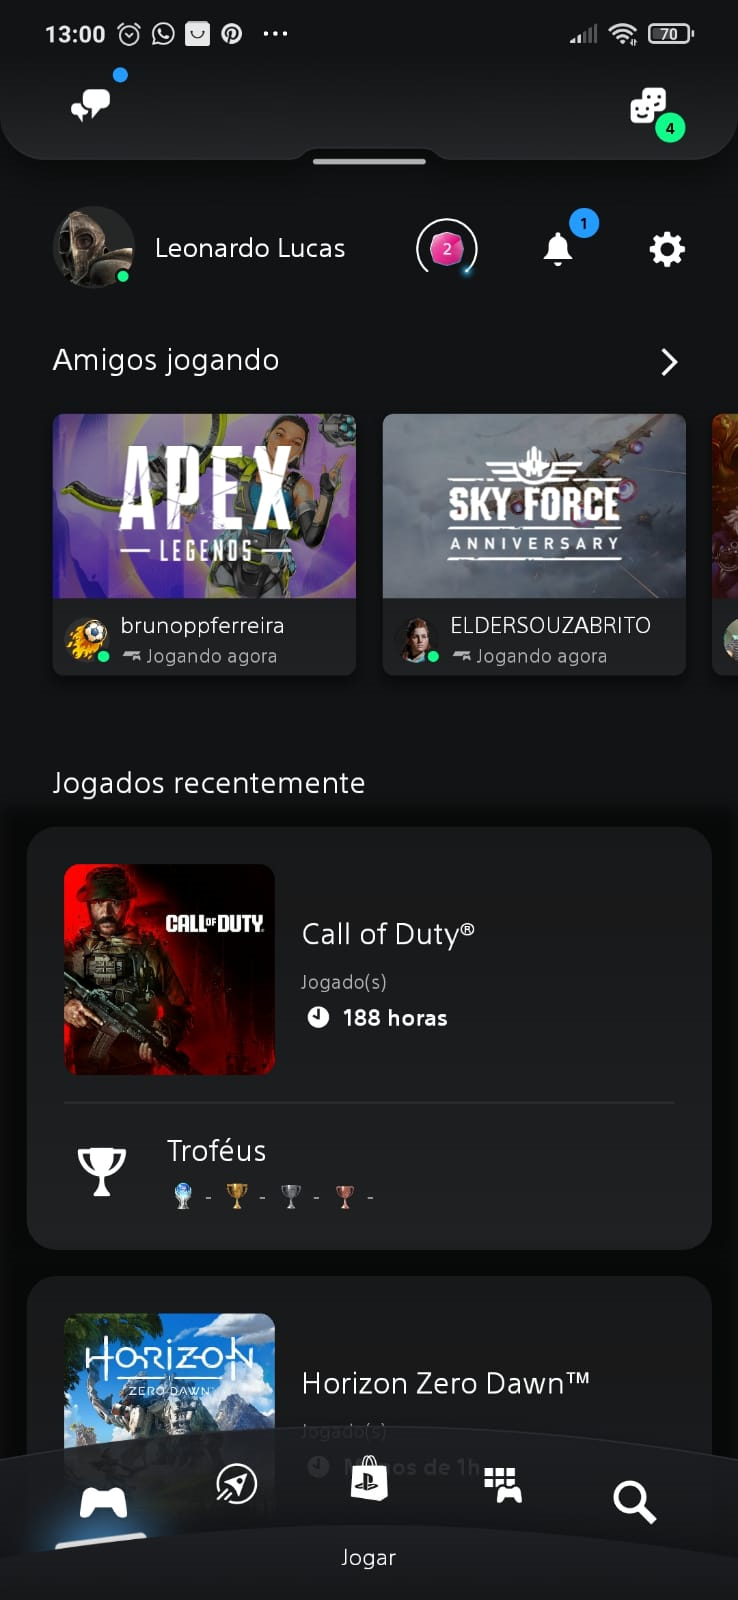 13:00
70
4
Leonardo Lucas
2
1
Amigos jogando
APEX
LEGENDS
SKY FORCE
ANNIVERSARY
brunoppferreira
Jogando agora
ELDERSOUZABRITO
Jogando agora
Jogados recentemente
CALL OF DUTY
Call of Duty®
Jogado(s)
188 horas
Troféus
- - - -
HORIZON
ZERO DAWN
Horizon Zero Dawn™
Jogado(s)
Menos de 1h
Jogar